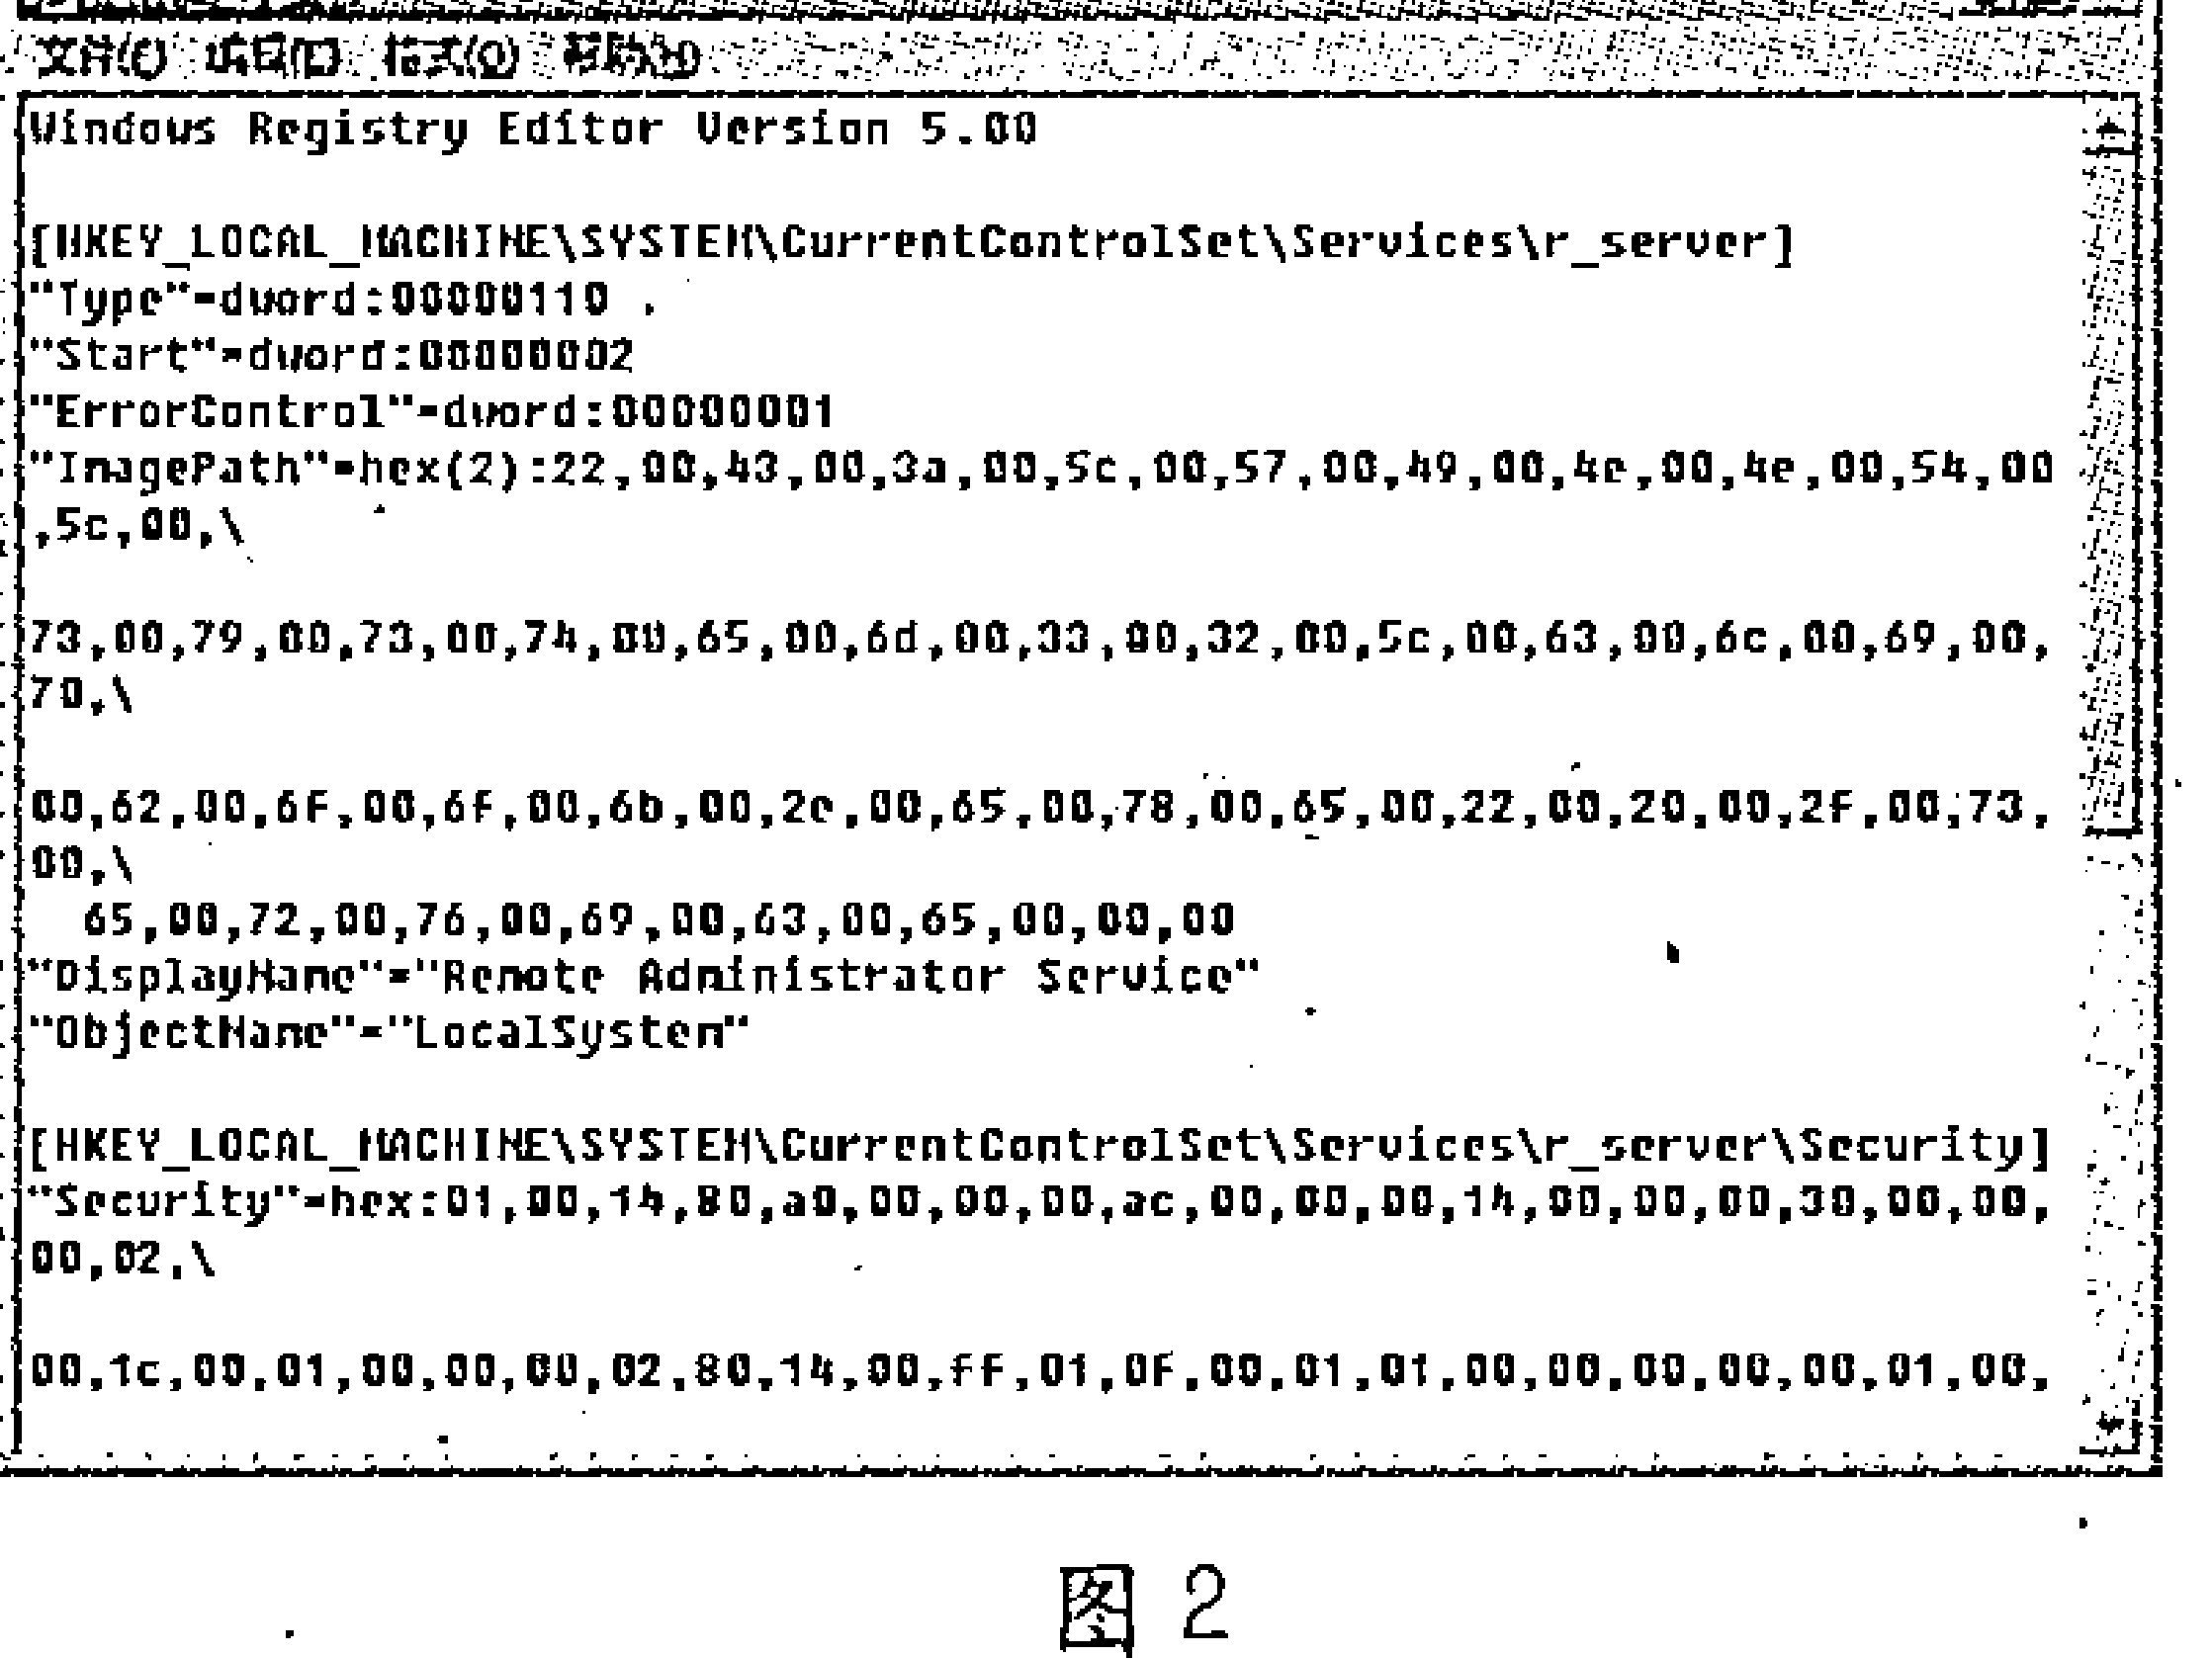 文件(F) 编辑(E) 格式(O) 帮助(H)
Windows Registry Editor Version 5.00
[HKEY_LOCAL_MACHINE\SYSTEM\CurrentControlSet\Services\r_server]
"Type"=dword:00000110
"Start"=dword:00000002
"ErrorControl"=dword:00000001
"ImagePath"=hex(2):22,00,43,00,3a,00,5c,00,57,00,49,00,4e,00,4e,00,54,00
,5c,00,\
73,00,79,00,73,00,74,00,65,00,6d,00,33,00,32,00,5c,00,63,00,6c,00,69,00,
70,\
00,62,00,6f,00,6f,00,6b,00,2e,00,65,00,78,00,65,00,22,00,20,00,2f,00,73,
00,\
65,00,72,00,76,00,69,00,63,00,65,00,00,00
"DisplayName"="Remote Administrator Service"
"ObjectName"="LocalSystem"
[HKEY_LOCAL_MACHINE\SYSTEM\CurrentControlSet\Services\r_server\Security]
"Security"=hex:01,00,14,80,a0,00,00,00,ac,00,00,00,14,00,00,00,30,00,00,
00,02,\
00,1c,00,01,00,00,00,02,80,14,00,ff,01,0f,00,01,01,00,00,00,00,00,01,00,
图 2